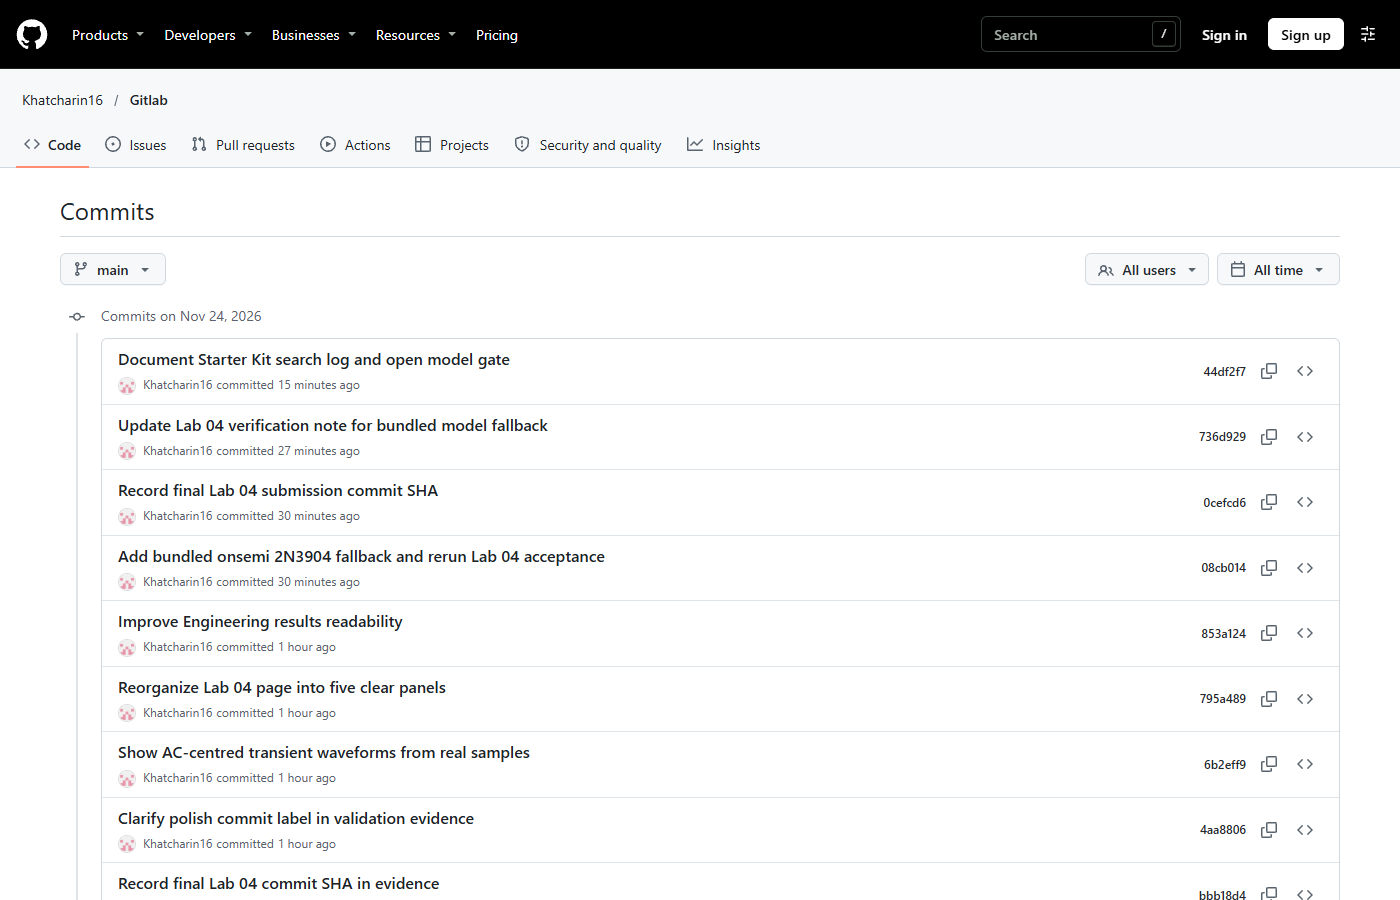 Products Developers Businesses Resources Pricing Search / Sign in Sign up
Khatcharin16 / Gitlab
Code Issues Pull requests Actions Projects Security and quality Insights
Commits
main All users All time
Commits on Nov 24, 2026
Document Starter Kit search log and open model gate
Khatcharin16 committed 15 minutes ago
44df2f7
Update Lab 04 verification note for bundled model fallback
Khatcharin16 committed 27 minutes ago
736d929
Record final Lab 04 submission commit SHA
Khatcharin16 committed 30 minutes ago
0cefcd6
Add bundled onsemi 2N3904 fallback and rerun Lab 04 acceptance
Khatcharin16 committed 30 minutes ago
08cb014
Improve Engineering results readability
Khatcharin16 committed 1 hour ago
853a124
Reorganize Lab 04 page into five clear panels
Khatcharin16 committed 1 hour ago
795a489
Show AC-centred transient waveforms from real samples
Khatcharin16 committed 1 hour ago
6b2eff9
Clarify polish commit label in validation evidence
Khatcharin16 committed 1 hour ago
4aa8806
Record final Lab 04 commit SHA in evidence
bbb18d4